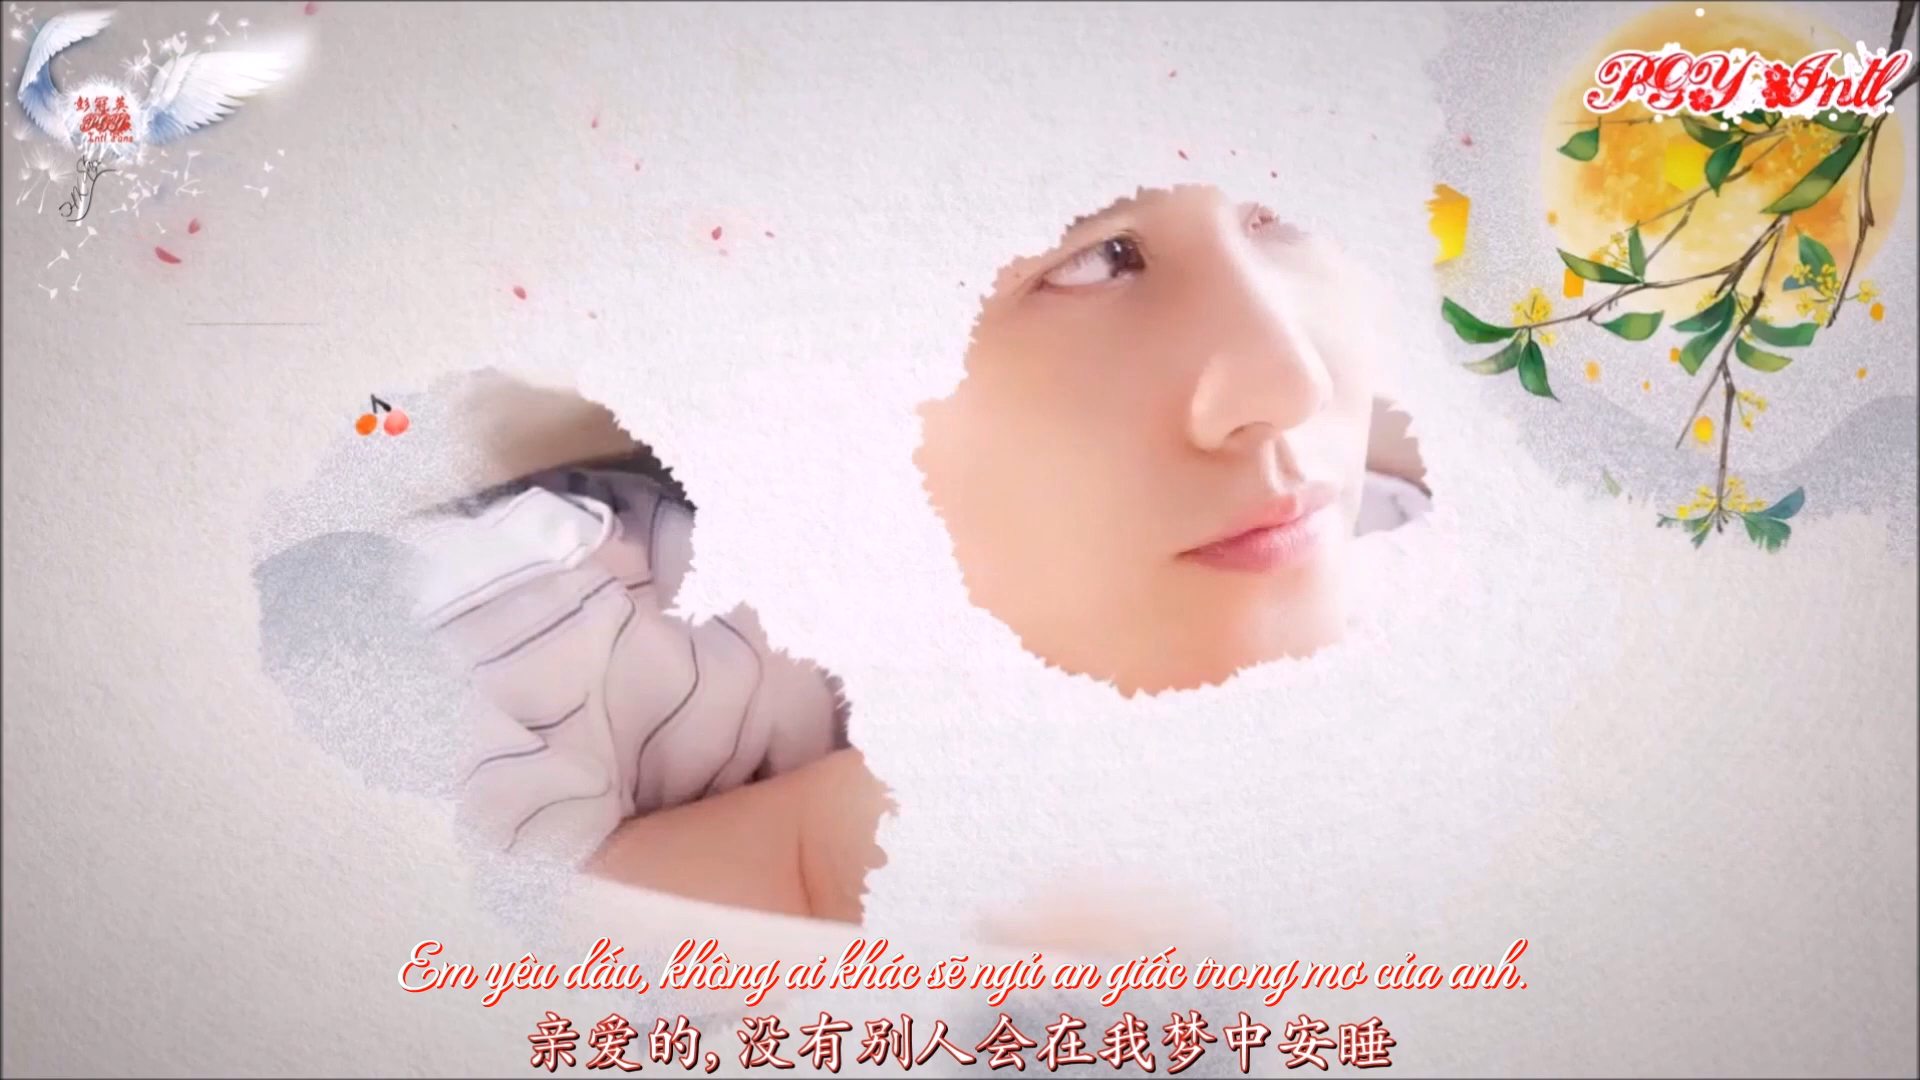 彭冠英
Intl Fans
PGY Intl
Em yêu dấu, không ai khác sẽ ngủ an giấc trong mơ của anh.
亲爱的, 没有别人会在我梦中安睡